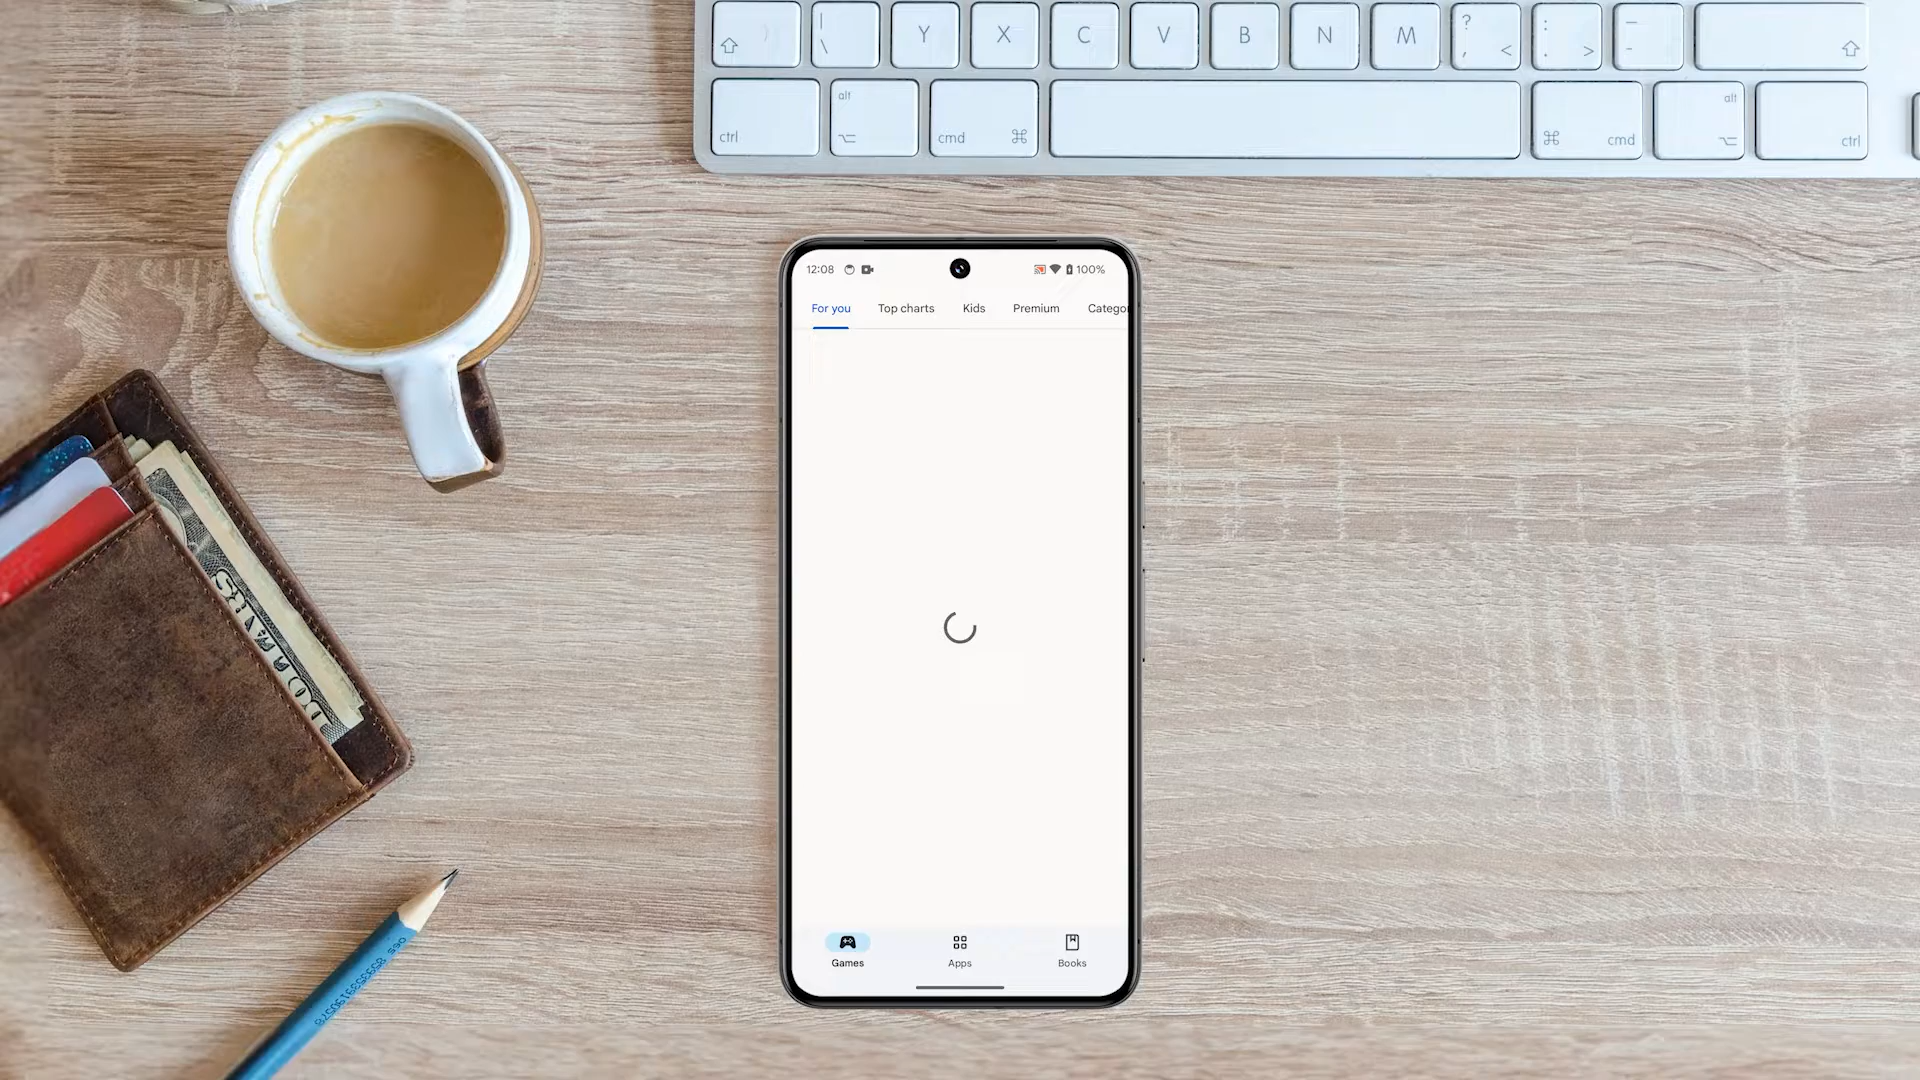 Y X C V B N M ? , < : . > _ -
ctrl alt cmd ⌘ ⌘ cmd alt ctrl
12:08 100%
For you Top charts Kids Premium Categor
Games Apps Books
DOLLARS